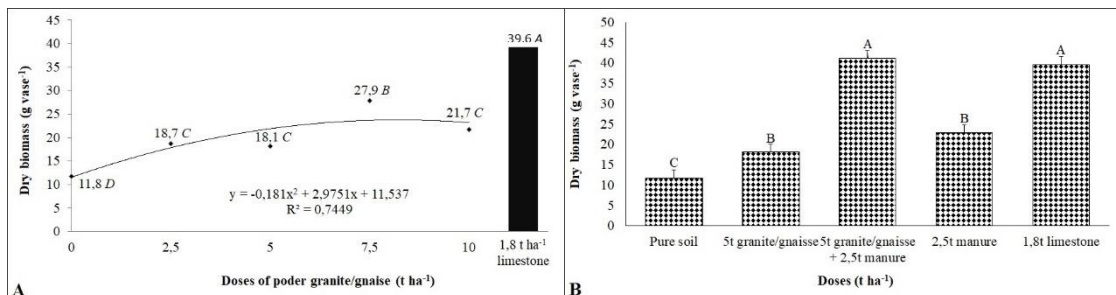 Dry biomass (g vase-1)
45
40
35
30
25
20
15
10
5
0
39.6 A
27,9 B
18,7 C
18.1 C
21,7 C
11,8 D
y = -0,181x² + 2,9751x + 11,537
R² = 0,7449
0
2,5
5
7,5
10
1,8 t ha-1
limestone
Doses of poder granite/gnaise (t ha-1)
A
Dry biomass (g vase-1)
50
45
40
35
30
25
20
15
10
5
0
C
B
A
B
A
Pure soil
5t granite/gnaisse
5t granite/gnaisse
+ 2,5t manure
2,5t manure
1,8t limestone
Doses (t ha-1)
B